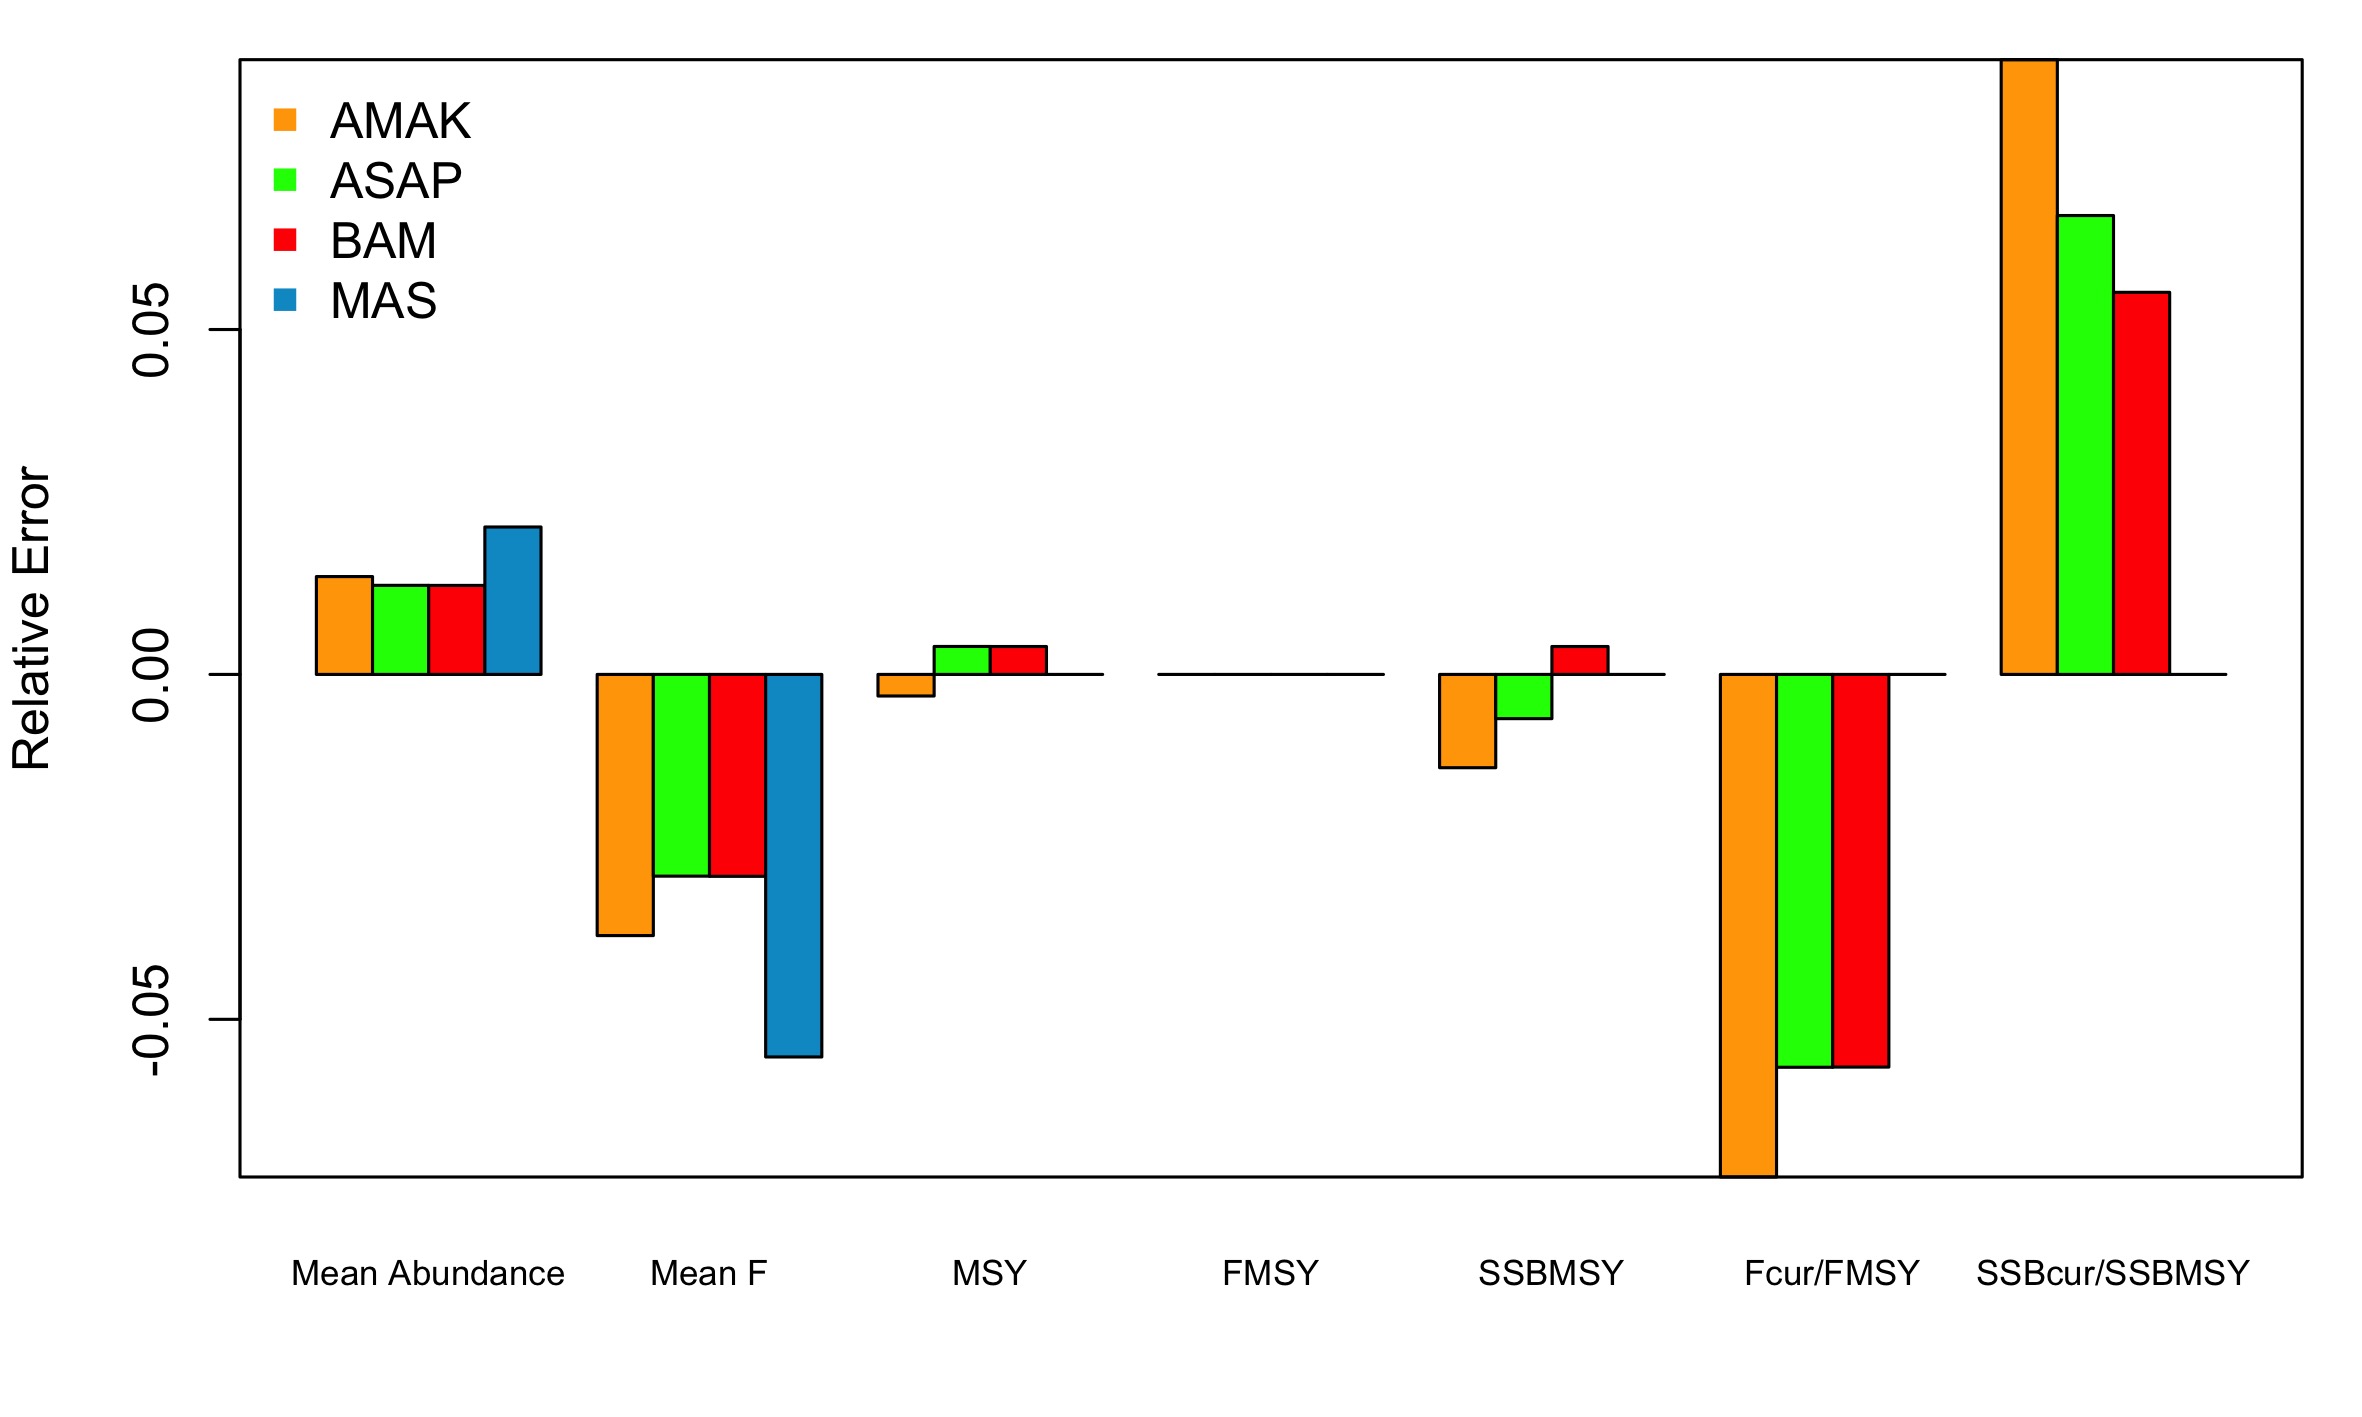 AMAK
ASAP
BAM
MAS
Relative Error
0.05
0.00
-0.05
Mean Abundance
Mean F
MSY
FMSY
SSBMSY
Fcur/FMSY
SSBcur/SSBMSY